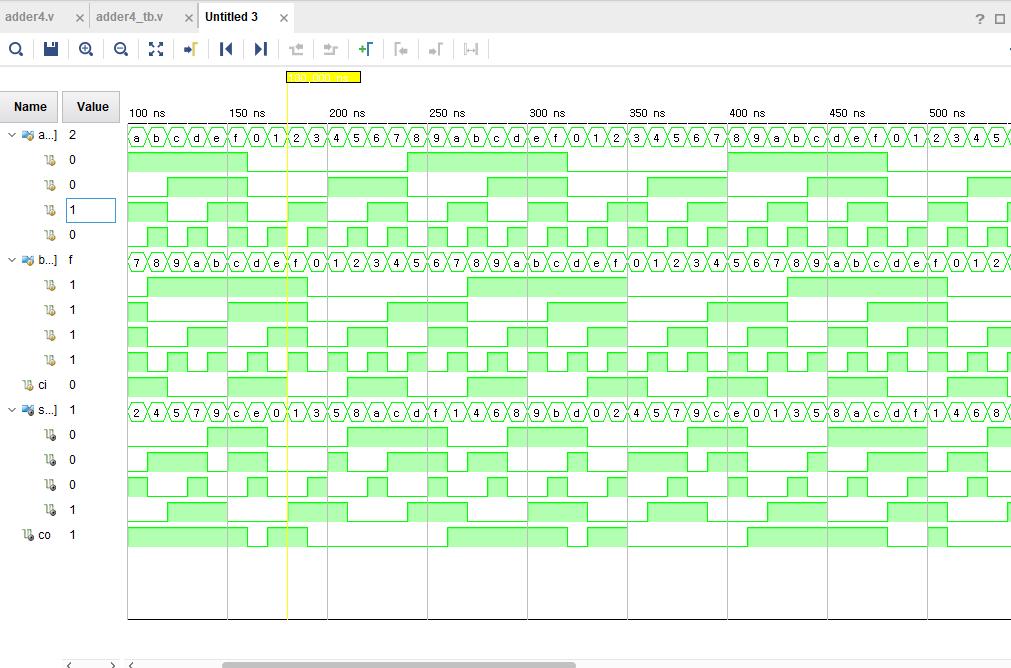 adder4.v × adder4_tb.v × Untitled 3 ×
?
Name Value
100 ns 150 ns 200 ns 250 ns 300 ns 350 ns 400 ns 450 ns 500 ns
a...] 2 a b c d e f 0 1 2 3 4 5 6 7 8 9 a b c d e f 0 1 2 3 4 5 6 7 8 9 a b c d e f 0 1 2 3 4 5
0
0
1
0
b...] f 7 8 9 a b c d e f 0 1 2 3 4 5 6 7 8 9 a b c d e f 0 1 2 3 4 5 6 7 8 9 a b c d e f 0 1 2
1
1
1
1
ci 0
s...] 1 2 4 5 7 9 c e 0 1 3 5 8 a c d f 1 4 6 8 9 b d 0 2 4 5 7 9 c e 0 1 3 5 8 a c d f 1 4 6 8
0
0
0
1
co 1